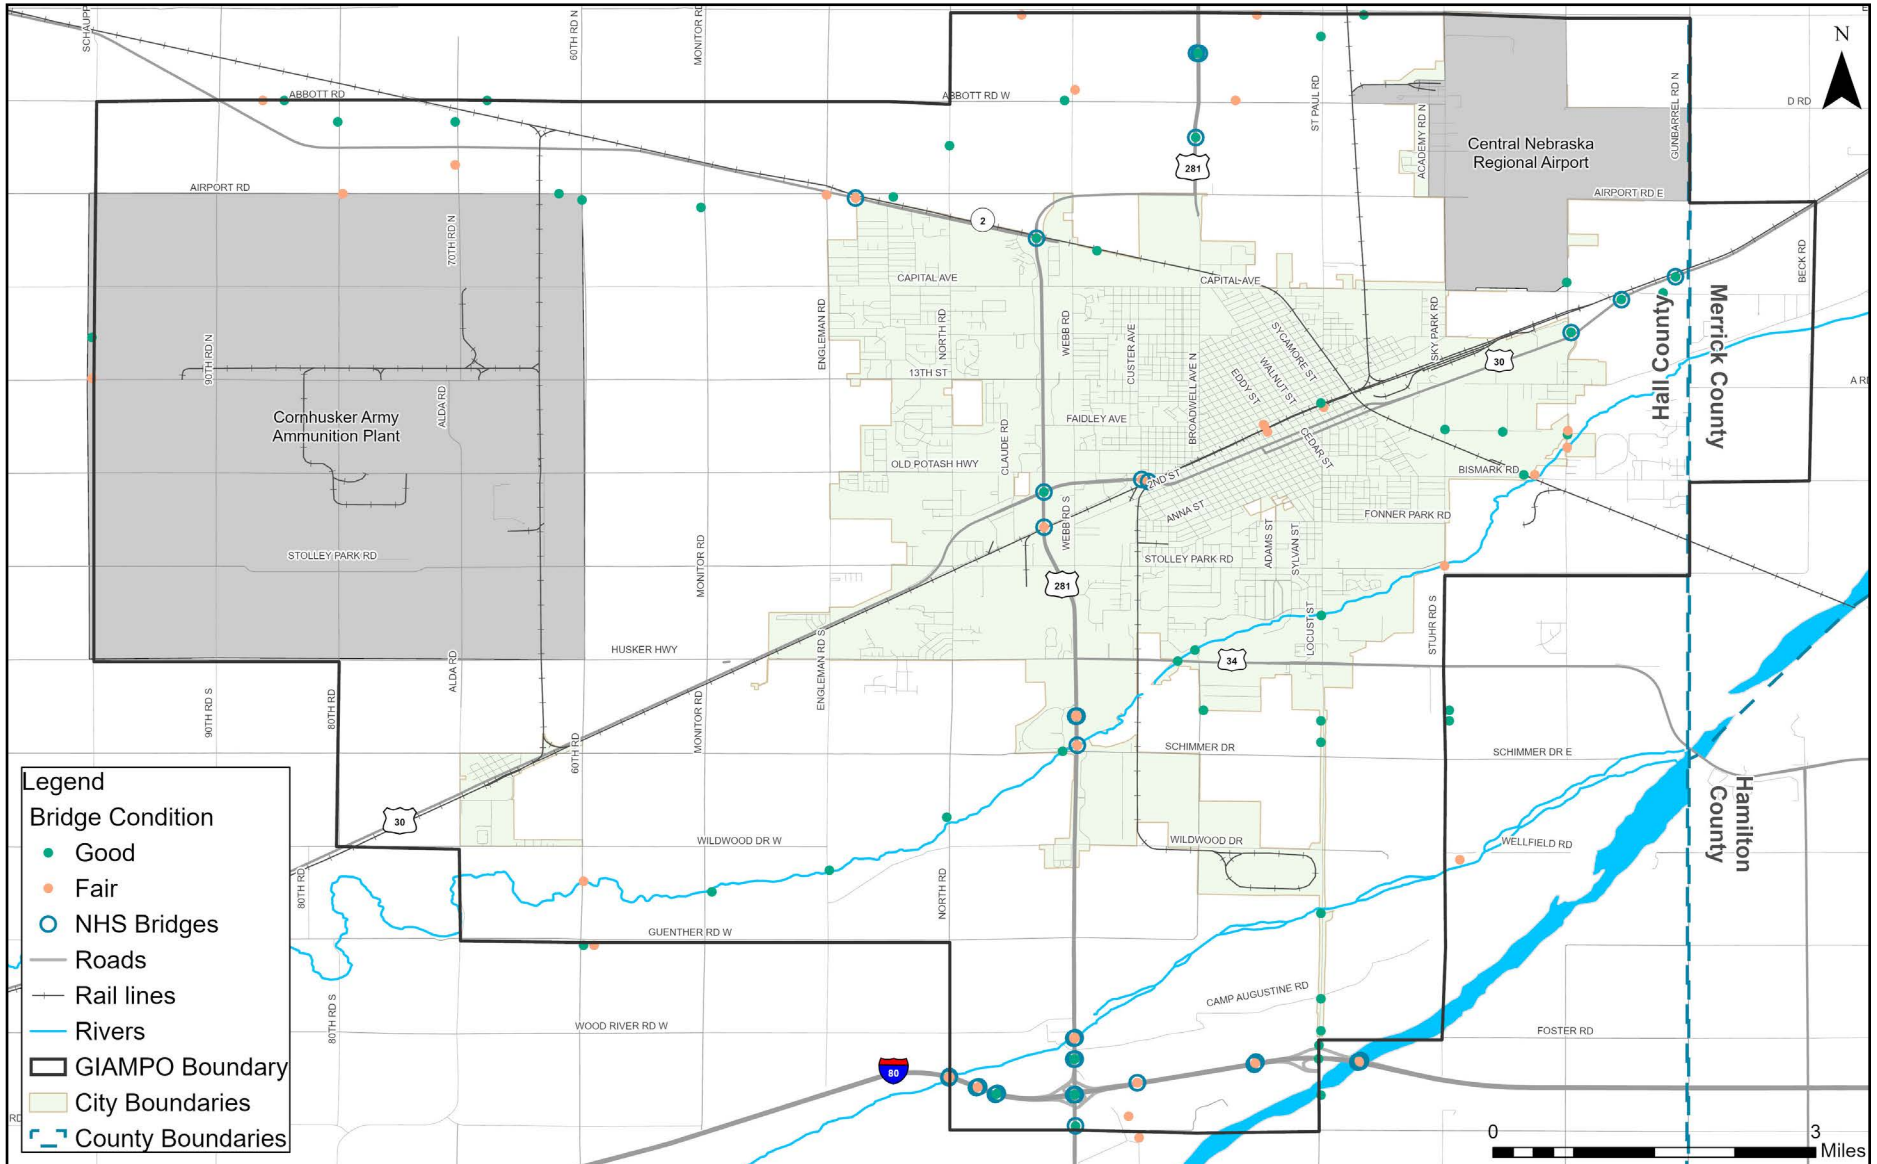 SCHAUPP
60TH RD N
MONITOR RD
N
ABBOTT RD
ABBOTT RD W
ST PAUL RD
ACADEMY RD N
GUNBARREL RD N
D RD
Central Nebraska
Regional Airport
281
AIRPORT RD
AIRPORT RD E
2
70TH RD N
CAPITAL AVE
CAPITAL AVE
BECK RD
90TH RD N
ENGLEMAN RD
NORTH RD
WEBB RD
CUSTER AVE
BROADWELL AVE N
SYCAMORE ST
WALNUT ST
EDDY ST
SKY PARK RD
30
Hall County
Merrick County
13TH ST
A RD
ALDA RD
Cornhusker Army
Ammunition Plant
CLAUDE RD
FAIDLEY AVE
CEDAR ST
OLD POTASH HWY
2ND ST
BISMARK RD
ANNA ST
FONNER PARK RD
WEBB RD S
ADAMS ST
SYLVAN ST
STOLLEY PARK RD
STOLLEY PARK RD
MONITOR RD
281
LOCUST ST
STUHR RD S
HUSKER HWY
ENGLEMAN RD S
34
ALDA RD
90TH RD S
80TH RD
MONITOR RD
60TH RD
SCHIMMER DR
SCHIMMER DR E
Hamilton
County
30
WILDWOOD DR W
WILDWOOD DR
WELLFIELD RD
80TH RD
NORTH RD
GUENTHER RD W
80TH RD S
WOOD RIVER RD W
CAMP AUGUSTINE RD
FOSTER RD
80
RD
Legend
Bridge Condition
Good
Fair
NHS Bridges
Roads
Rail lines
Rivers
GIAMPO Boundary
City Boundaries
County Boundaries
0 3
Miles